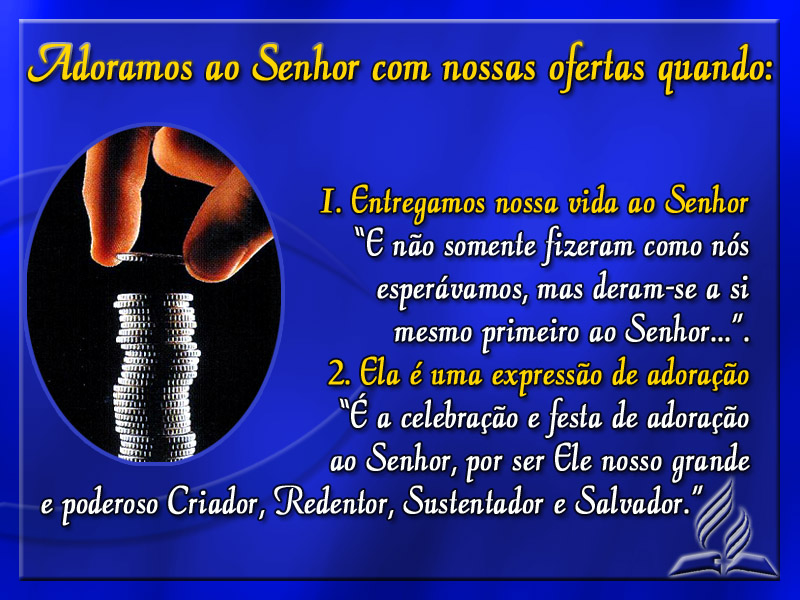 Adoramos ao Senhor com nossas ofertas quando:
1. Entregamos nossa vida ao Senhor
"E não somente fizeram como nós
esperávamos, mas deram-se a si
mesmo primeiro ao Senhor...".
2. Ela é uma expressão de adoração
"É a celebração e festa de adoração
ao Senhor, por ser Ele nosso grande
e poderoso Criador, Redentor, Sustentador e Salvador."